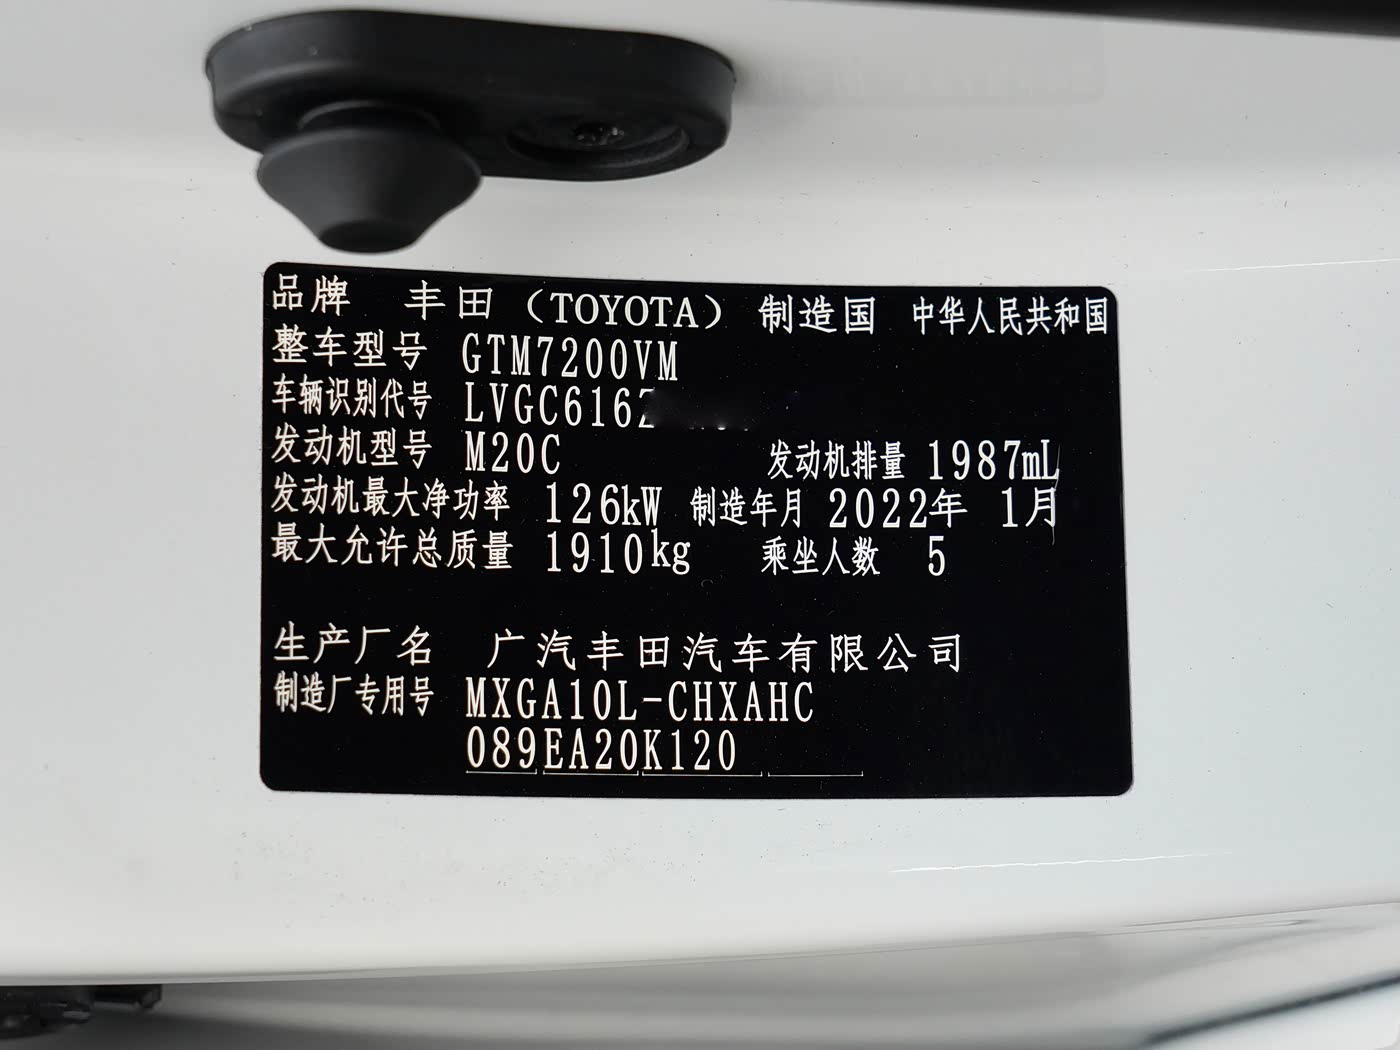 品牌 丰田（TOYOTA） 制造国 中华人民共和国
整车型号 GTM7200VM
车辆识别代号 LVGC6162
发动机型号 M20C 发动机排量 1987mL
发动机最大净功率 126kW 制造年月 2022年 1月
最大允许总质量 1910kg 乘坐人数 5
生产厂名 广汽丰田汽车有限公司
制造厂专用号 MXGA10L-CHXAHC
089EA20K120